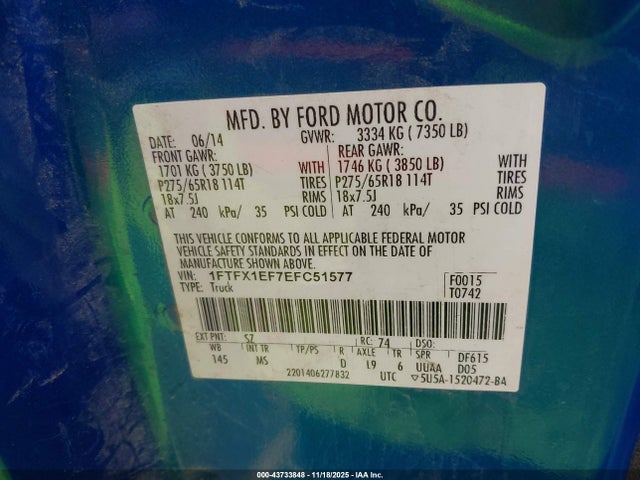 MFD. BY FORD MOTOR CO.
DATE: 06/14 GVWR: 3334 KG ( 7350 LB)
FRONT GAWR: REAR GAWR:
1701 KG ( 3750 LB) WITH 1746 KG ( 3850 LB) WITH
P275/65R18 114T TIRES P275/65R18 114T TIRES
18x7.5J RIMS 18x7.5J RIMS
AT 240 kPa/ 35 PSI COLD AT 240 kPa/ 35 PSI COLD
THIS VEHICLE CONFORMS TO ALL APPLICABLE FEDERAL MOTOR
VEHICLE SAFETY STANDARDS IN EFFECT ON THE DATE OF
MANUFACTURE SHOWN ABOVE.
VIN: 1FTFX1EF7EFC51577 F0015
TYPE: Truck T0742
EXT PNT: SZ RC: 74 DSO:
WB INT TR TP/PS R AXLE TR SPR DF615
145 MS D L9 6 UUAA D05
2201406277832 UTC ▽5U5A-1520472-BA
000-43733848 - 11/18/2025 - IAA Inc.